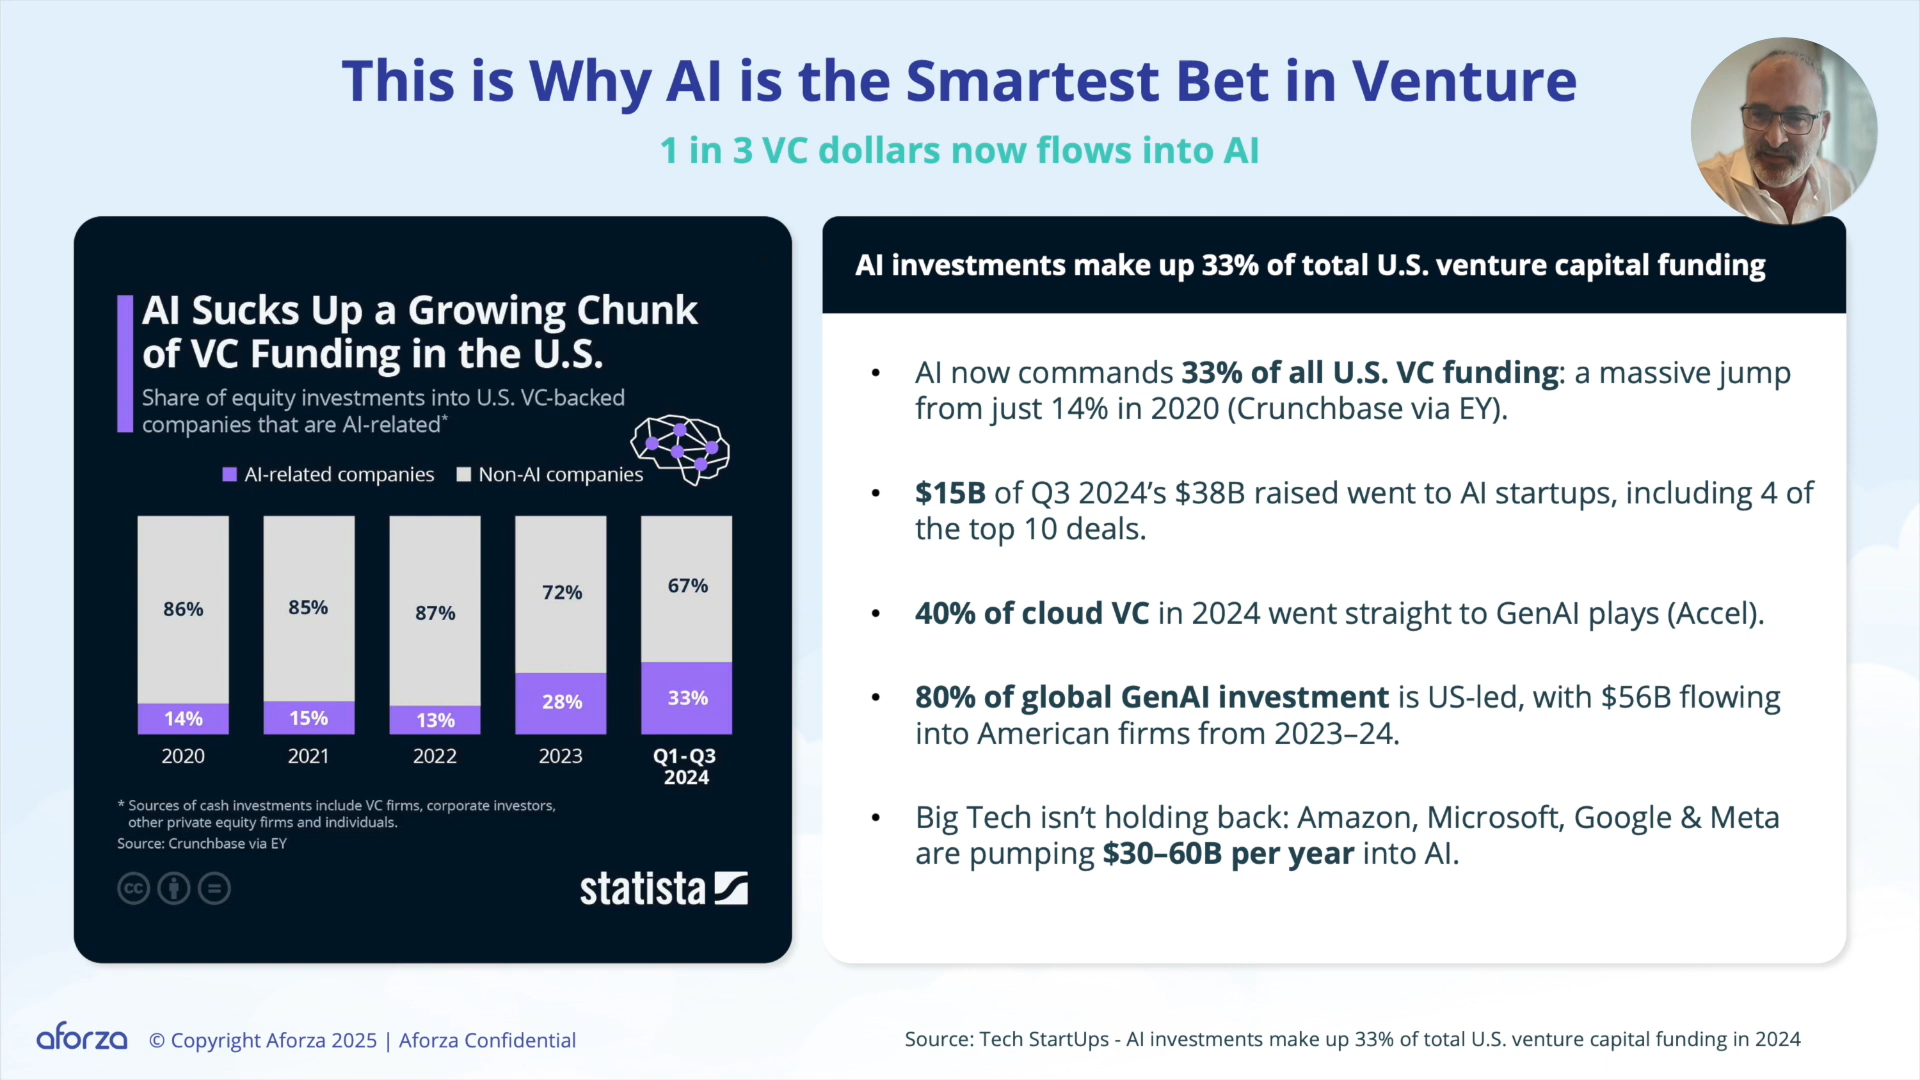 This is Why AI is the Smartest Bet in Venture
1 in 3 VC dollars now flows into AI
AI Sucks Up a Growing Chunk
of VC Funding in the U.S.
Share of equity investments into U.S. VC-backed
companies that are AI-related*
AI-related companies
Non-AI companies
86%
85%
87%
72%
67%
14%
15%
13%
28%
33%
2020
2021
2022
2023
Q1-Q3
2024
* Sources of cash investments include VC firms, corporate investors,
other private equity firms and individuals.
Source: Crunchbase via EY
cc
statista
AI investments make up 33% of total U.S. venture capital funding
• AI now commands 33% of all U.S. VC funding: a massive jump
from just 14% in 2020 (Crunchbase via EY).
• $15B of Q3 2024’s $38B raised went to AI startups, including 4 of
the top 10 deals.
• 40% of cloud VC in 2024 went straight to GenAI plays (Accel).
• 80% of global GenAI investment is US-led, with $56B flowing
into American firms from 2023–24.
• Big Tech isn’t holding back: Amazon, Microsoft, Google & Meta
are pumping $30–60B per year into AI.
aforza
© Copyright Aforza 2025 | Aforza Confidential
Source: Tech StartUps - AI investments make up 33% of total U.S. venture capital funding in 2024